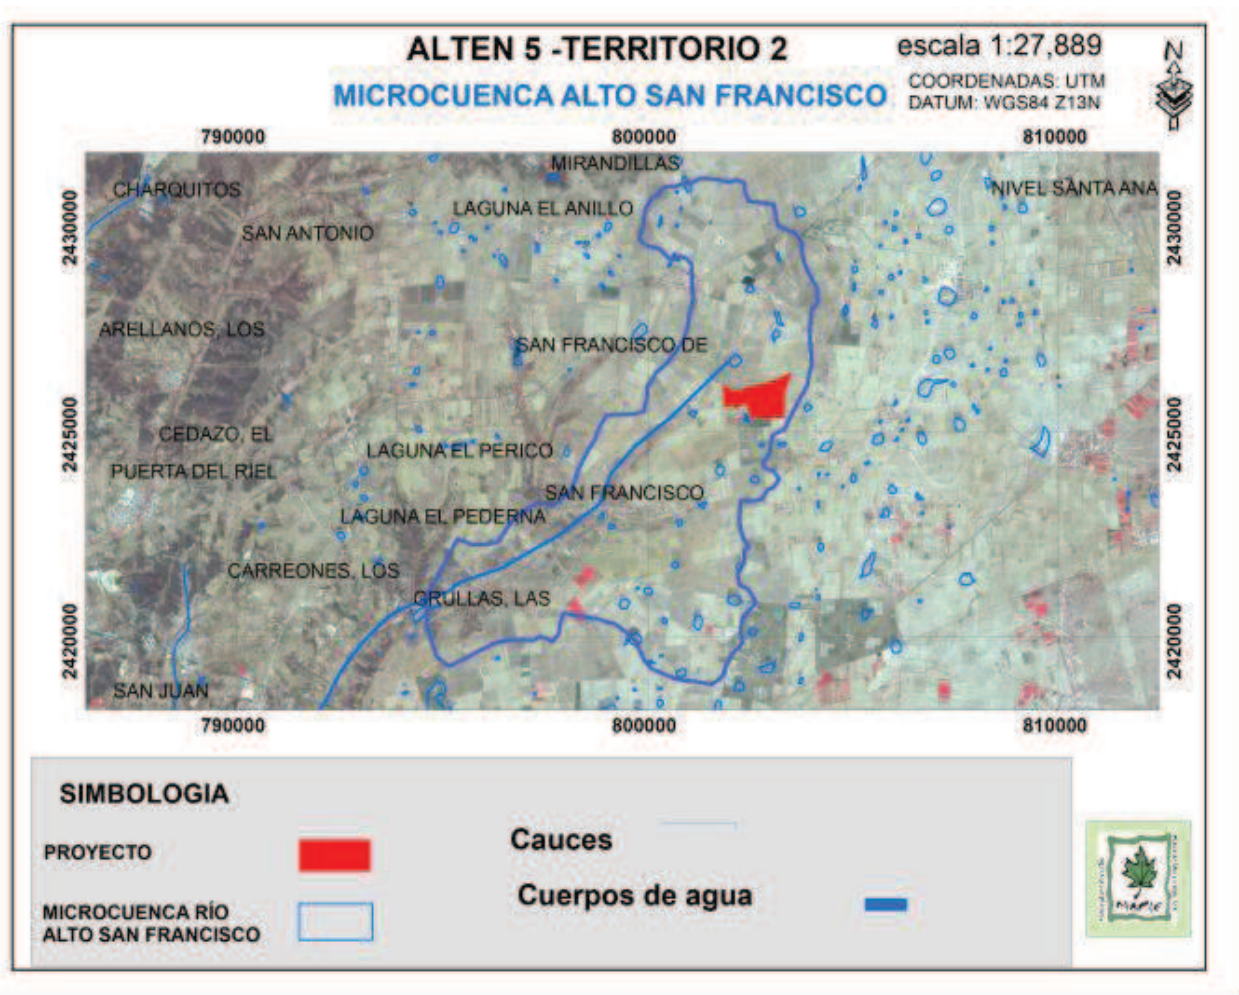 ALTEN 5 -TERRITORIO 2
escala 1:27,889
N
MICROCUENCA ALTO SAN FRANCISCO
COORDENADAS: UTM
DATUM: WGS84 Z13N
790000
800000
810000
MIRANDILLAS
CHARQUITOS
NIVEL SANTA ANA
LAGUNA EL ANILLO
2430000
2430000
SAN ANTONIO
ARELLANOS, LOS
SAN FRANCISCO DE
2425000
2425000
CEDAZO, EL
LAGUNA EL PERICO
PUERTA DEL RIEL
SAN FRANCISCO
LAGUNA EL PEDERNA
CARREONES, LOS
GRULLAS, LAS
2420000
2420000
SAN JUAN
790000
800000
810000
SIMBOLOGIA
PROYECTO
Cauces
Cuerpos de agua
MICROCUENCA RÍO
ALTO SAN FRANCISCO
MAPLE